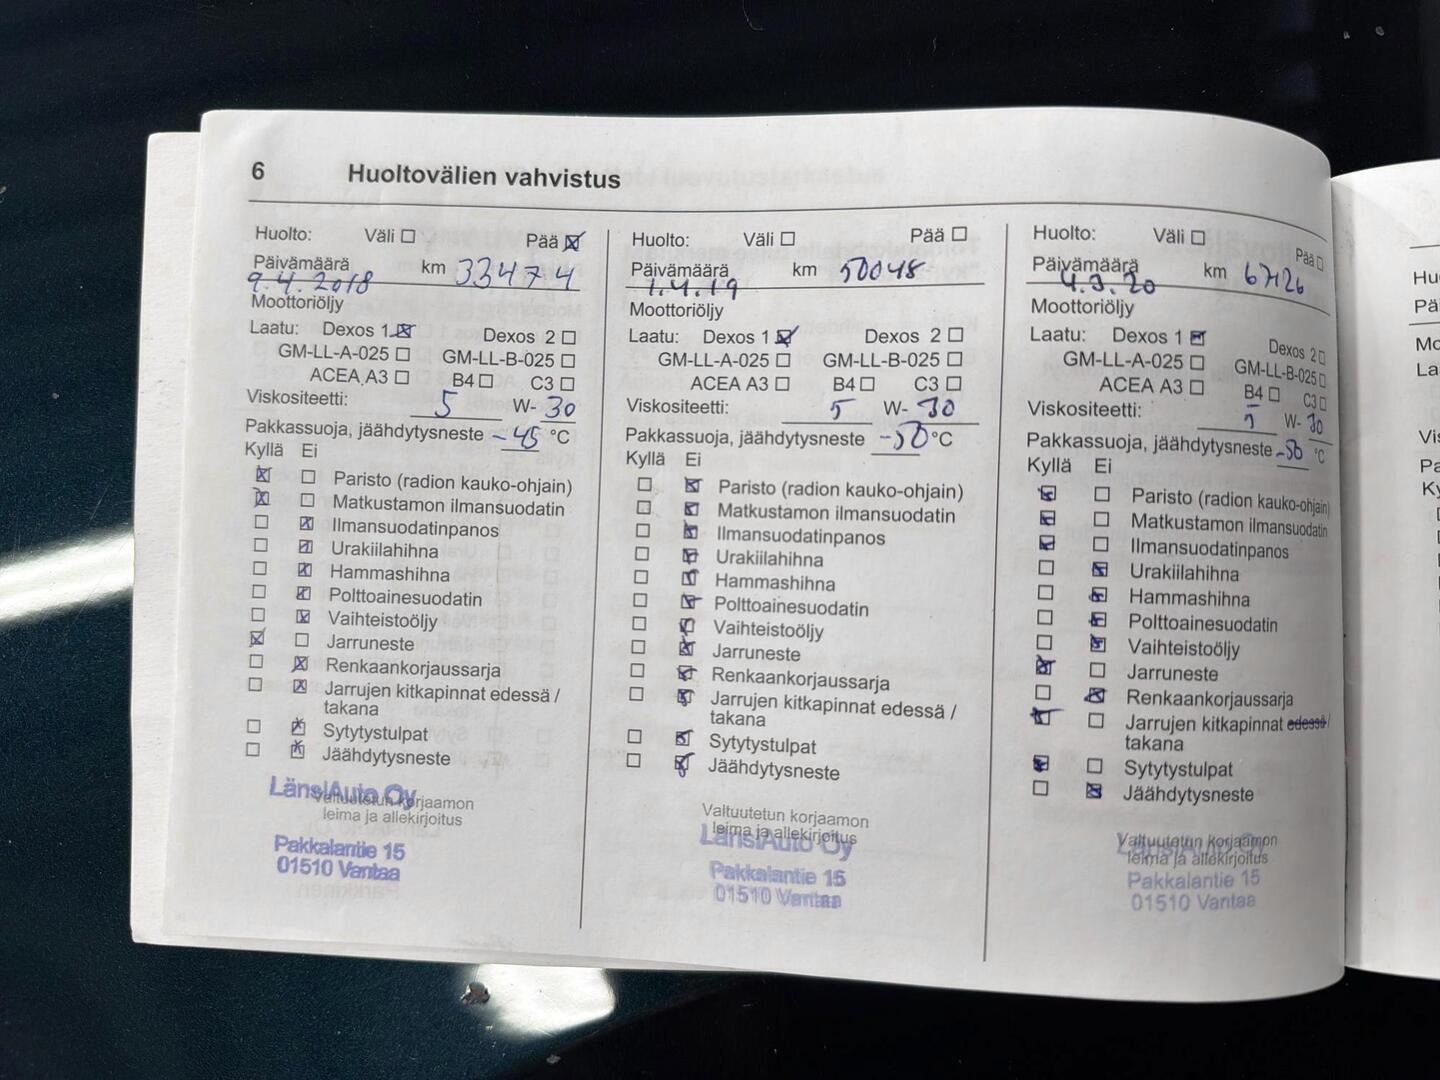 6 Huoltovälien vahvistus
Huolto: Väli ☐ Pää ☒
Päivämäärä km 33474
9.4.2018
Moottoriöljy
Laatu: Dexos 1 ☒ Dexos 2 ☐
GM-LL-A-025 ☐ GM-LL-B-025 ☐
ACEA A3 ☐ B4 ☐ C3 ☐
Viskositeetti: 5 W- 30
Pakkassuoja, jäähdytysneste -45 °C
Kyllä Ei
☒ ☐ Paristo (radion kauko-ohjain)
☒ ☐ Matkustamon ilmansuodatin
☐ ☒ Ilmansuodatinpanos
☐ ☒ Urakiilahihna
☐ ☒ Hammashihna
☐ ☒ Polttoainesuodatin
☐ ☒ Vaihteistoöljy
☒ ☐ Jarruneste
☐ ☒ Renkaankorjaussarja
☐ ☒ Jarrujen kitkapinnat edessä /
takana
☐ ☒ Sytytystulpat
☐ ☒ Jäähdytysneste
LänsiAuto Oy
Valtuutetun korjaamon
leima ja allekirjoitus
Pakkalantie 15
01510 Vantaa
Huolto: Väli ☐ Pää ☐
Päivämäärä km 50048
1.4.19
Moottoriöljy
Laatu: Dexos 1 ☒ Dexos 2 ☐
GM-LL-A-025 ☐ GM-LL-B-025 ☐
ACEA A3 ☐ B4 ☐ C3 ☐
Viskositeetti: 5 W- 30
Pakkassuoja, jäähdytysneste -50 °C
Kyllä Ei
☐ ☒ Paristo (radion kauko-ohjain)
☐ ☒ Matkustamon ilmansuodatin
☐ ☒ Ilmansuodatinpanos
☐ ☒ Urakiilahihna
☐ ☒ Hammashihna
☐ ☒ Polttoainesuodatin
☐ ☒ Vaihteistoöljy
☐ ☒ Jarruneste
☐ ☒ Renkaankorjaussarja
☐ ☒ Jarrujen kitkapinnat edessä /
takana
☐ ☒ Sytytystulpat
☐ ☒ Jäähdytysneste
Valtuutetun korjaamon
leima ja allekirjoitus
LänsiAuto Oy
Pakkalantie 15
01510 Vantaa
Huolto: Väli ☐ Pää ☐
Päivämäärä km 67126
4.3.20
Moottoriöljy
Laatu: Dexos 1 ☒ Dexos 2 ☐
GM-LL-A-025 ☐ GM-LL-B-025 ☐
ACEA A3 ☐ B4 ☐ C3 ☐
Viskositeetti: 5 W- 30
Pakkassuoja, jäähdytysneste -50 °C
Kyllä Ei
☒ ☐ Paristo (radion kauko-ohjain)
☒ ☐ Matkustamon ilmansuodatin
☒ ☐ Ilmansuodatinpanos
☐ ☒ Urakiilahihna
☐ ☒ Hammashihna
☐ ☒ Polttoainesuodatin
☐ ☒ Vaihteistoöljy
☒ ☐ Jarruneste
☐ ☒ Renkaankorjaussarja
☒ ☐ Jarrujen kitkapinnat edessä /
takana
☒ ☐ Sytytystulpat
☐ ☒ Jäähdytysneste
Valtuutetun korjaamon
LänsiAuto Oy
leima ja allekirjoitus
Pakkalantie 15
01510 Vantaa